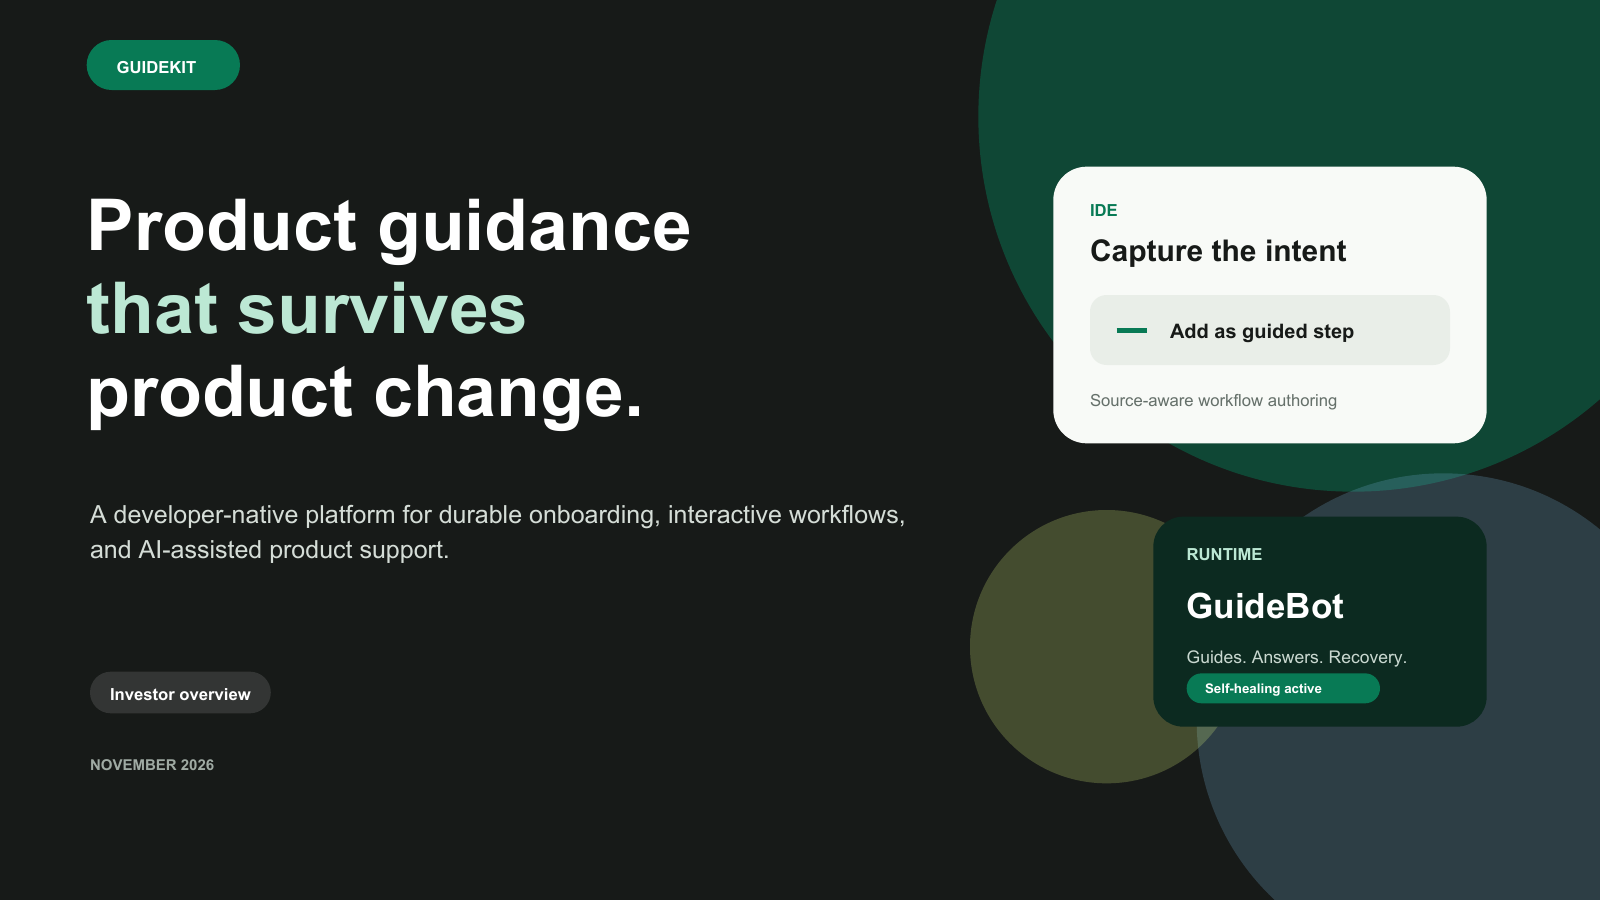 GUIDEKIT
Product guidance
that survives
product change.
A developer-native platform for durable onboarding, interactive workflows,
and AI-assisted product support.
Investor overview
NOVEMBER 2026
IDE
Capture the intent
Add as guided step
Source-aware workflow authoring
RUNTIME
GuideBot
Guides. Answers. Recovery.
Self-healing active